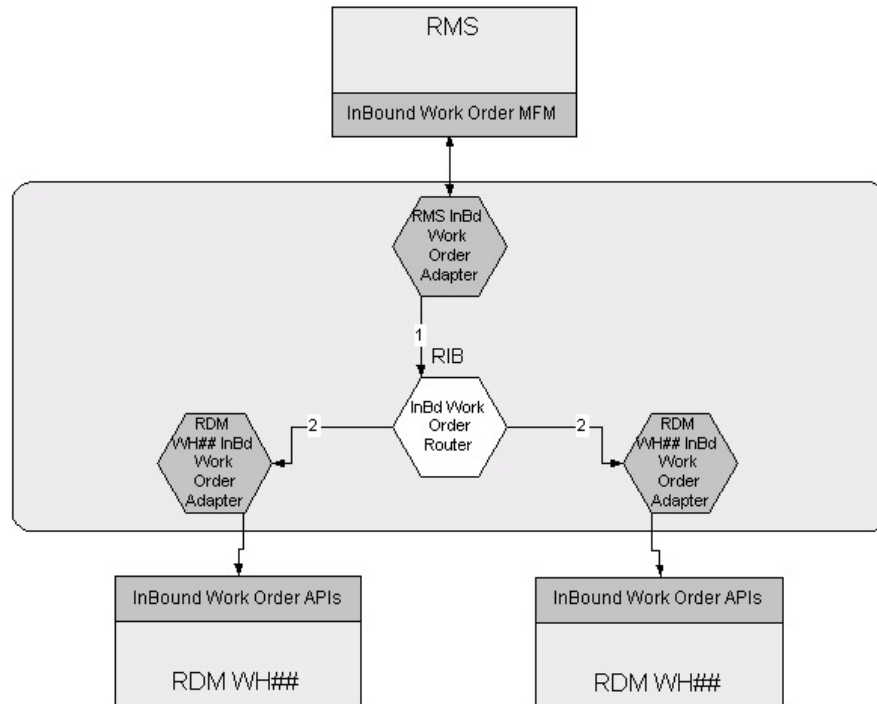 RMS
InBound Work Order MFM
RMS InBd
Work
Order
Adapter
1
RIB
InBd Work
Order
Router
2
2
RDM
WH## InBd
Work
Order
Adapter
RDM
WH## InBd
Work
Order
Adapter
InBound Work Order APIs
RDM WH##
InBound Work Order APIs
RDM WH##